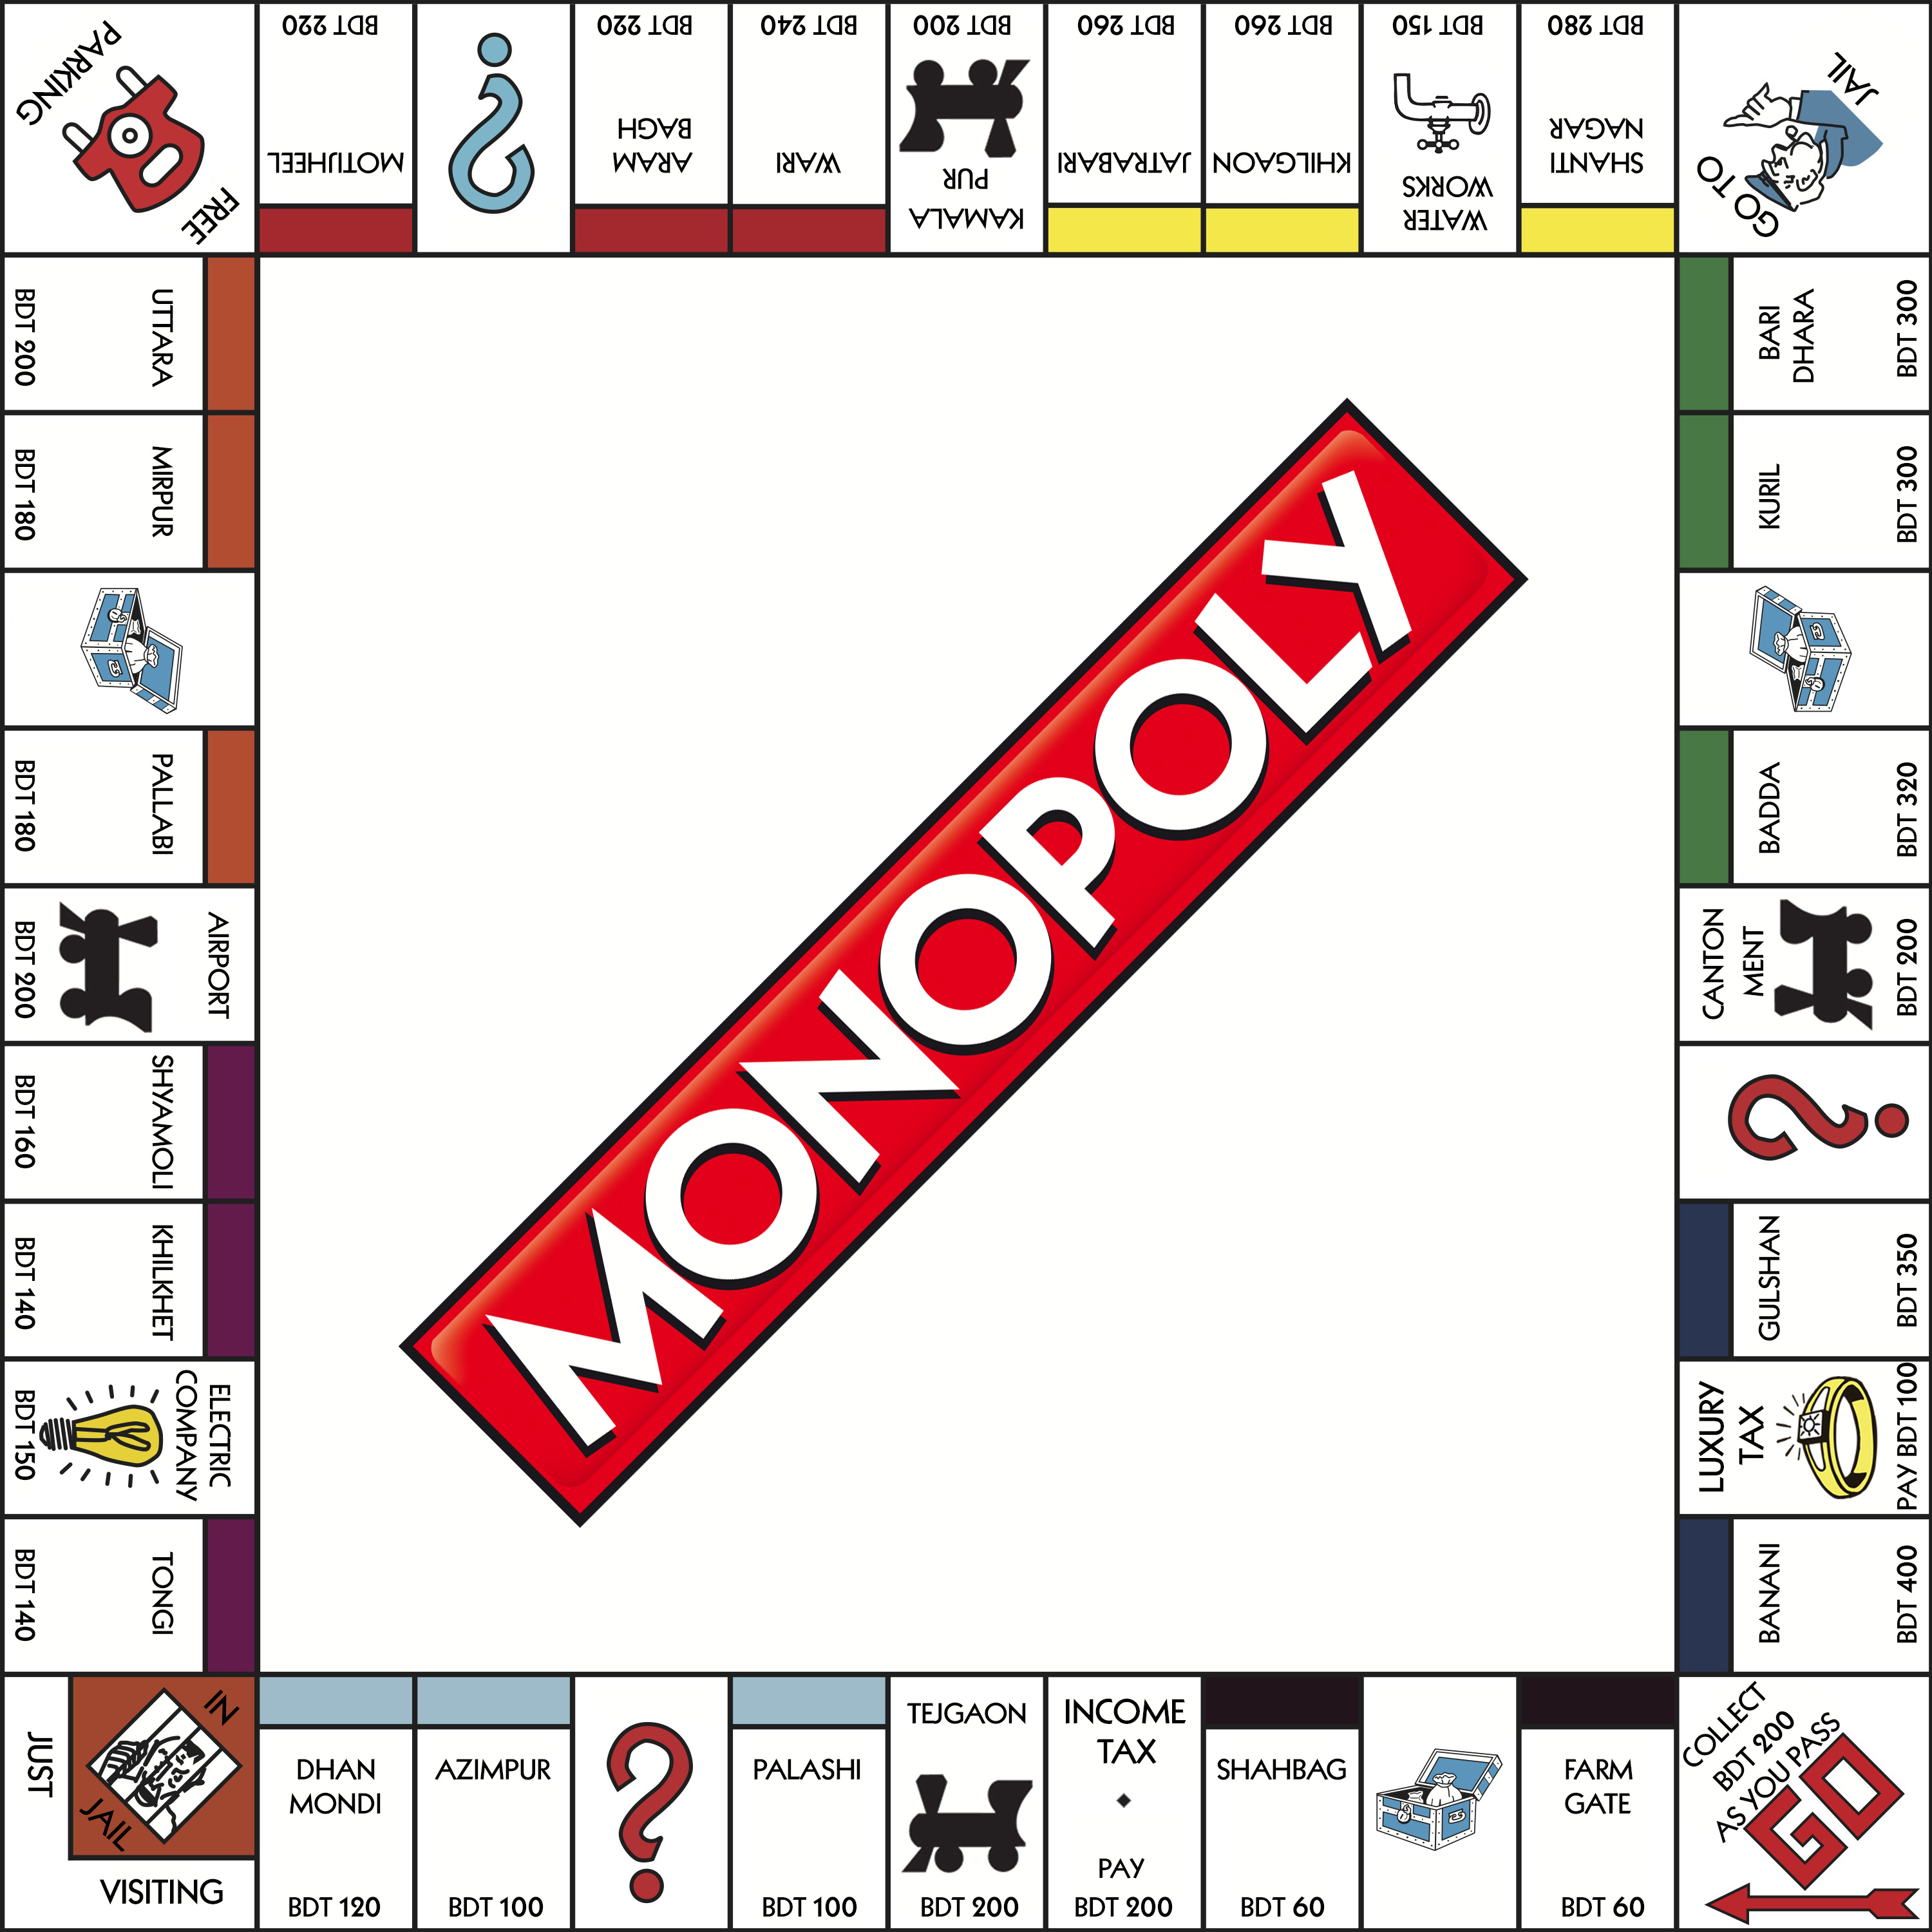 COLLECT
BDT 200
AS YOU PASS
GO
FARM
GATE
BDT 60
SHAHBAG
BDT 60
INCOME
TAX
PAY
BDT 200
TEJGAON
BDT 200
PALASHI
BDT 100
AZIMPUR
BDT 100
DHAN
MONDI
BDT 120
IN
JAIL
JUST
VISITING
TONGI
BDT 140
ELECTRIC
COMPANY
BDT 150
KHILKHET
BDT 140
SHYAMOLI
BDT 160
AIRPORT
BDT 200
PALLABI
BDT 180
MIRPUR
BDT 180
UTTARA
BDT 200
FREE
PARKING
MOTIJHEEL
BDT 220
ARAM
BAGH
BDT 220
WARI
BDT 240
KAMALA
PUR
BDT 200
JATRABARI
BDT 260
KHILGAON
BDT 260
WATER
WORKS
BDT 150
SHANTI
NAGAR
BDT 280
GO TO
JAIL
BARI
DHARA
BDT 300
KURIL
BDT 300
BADDA
BDT 320
CANTON
MENT
BDT 200
GULSHAN
BDT 350
LUXURY
TAX
PAY BDT 100
BANANI
BDT 400
MONOPOLY